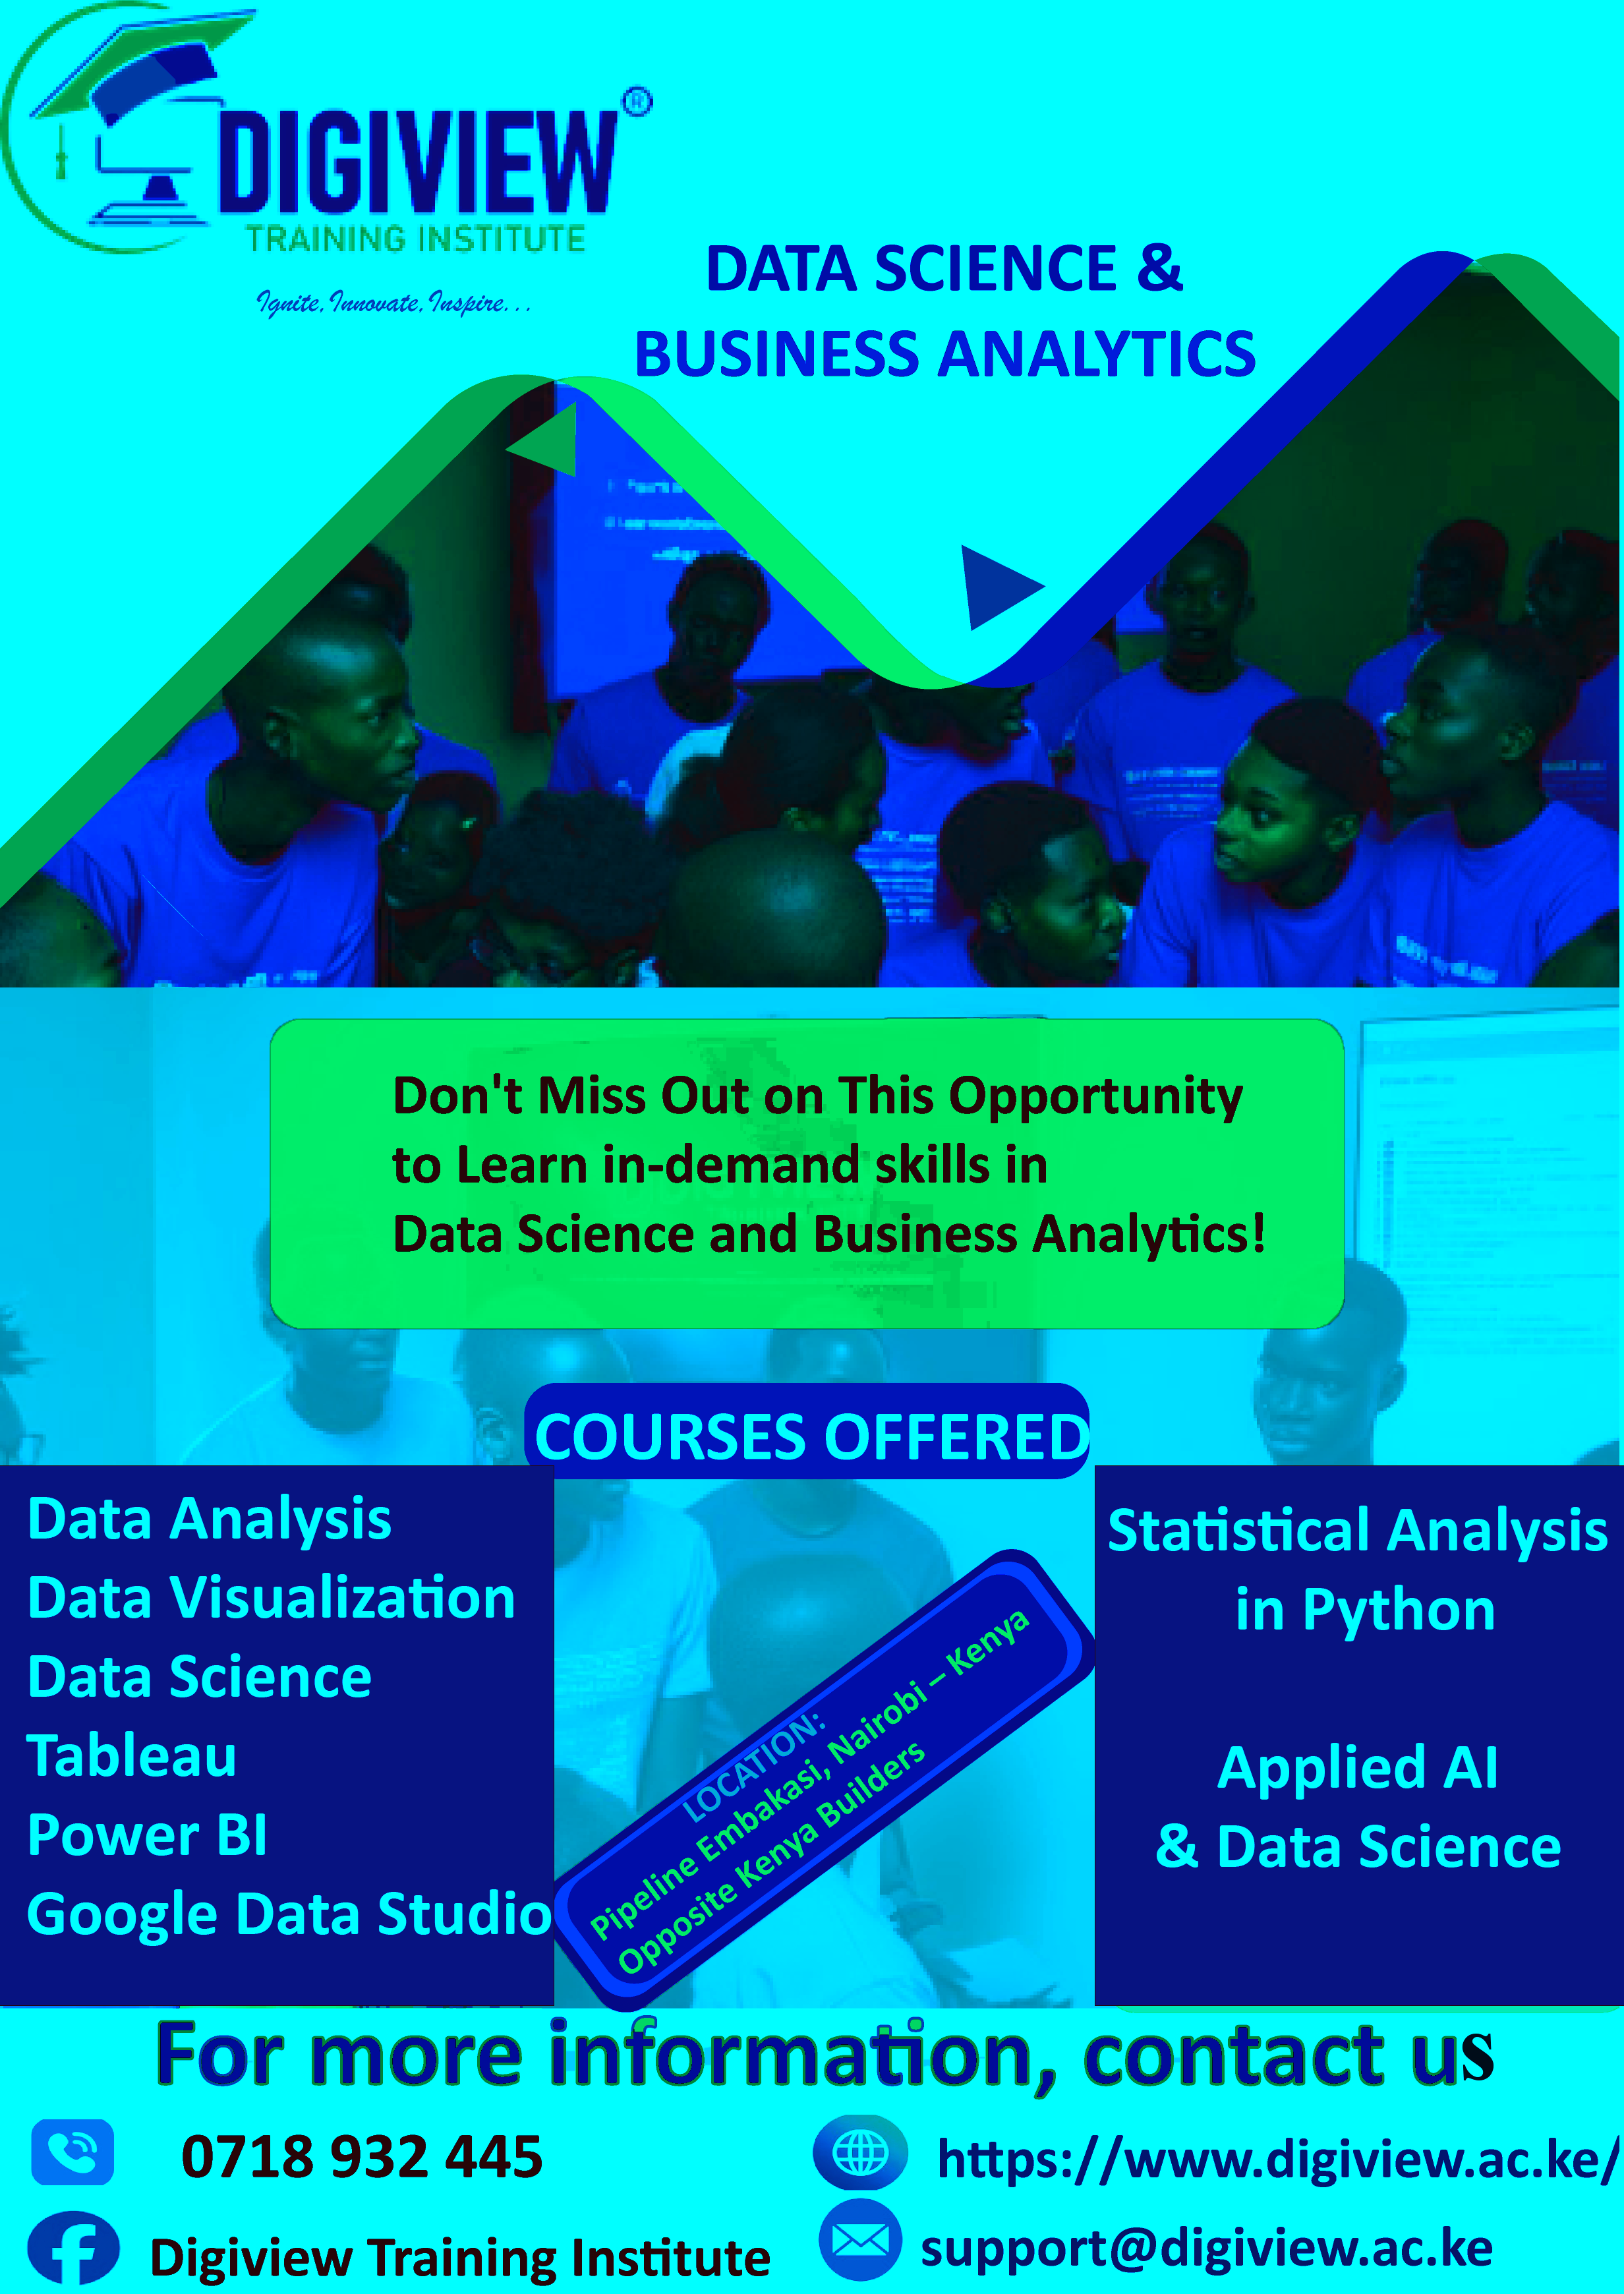 DIGIVIEW®
TRAINING INSTITUTE
Ignite, Innovate, Inspire...
DATA SCIENCE &
BUSINESS ANALYTICS
Don't Miss Out on This Opportunity
to Learn in-demand skills in
Data Science and Business Analytics!
COURSES OFFERED
Data Analysis
Data Visualization
Data Science
Tableau
Power BI
Google Data Studio
Statistical Analysis
in Python
Applied AI
& Data Science
LOCATION:
Pipeline Embakasi, Nairobi – Kenya
Opposite Kenya Builders
For more information, contact us
0718 932 445
https://www.digiview.ac.ke/
Digiview Training Institute
support@digiview.ac.ke